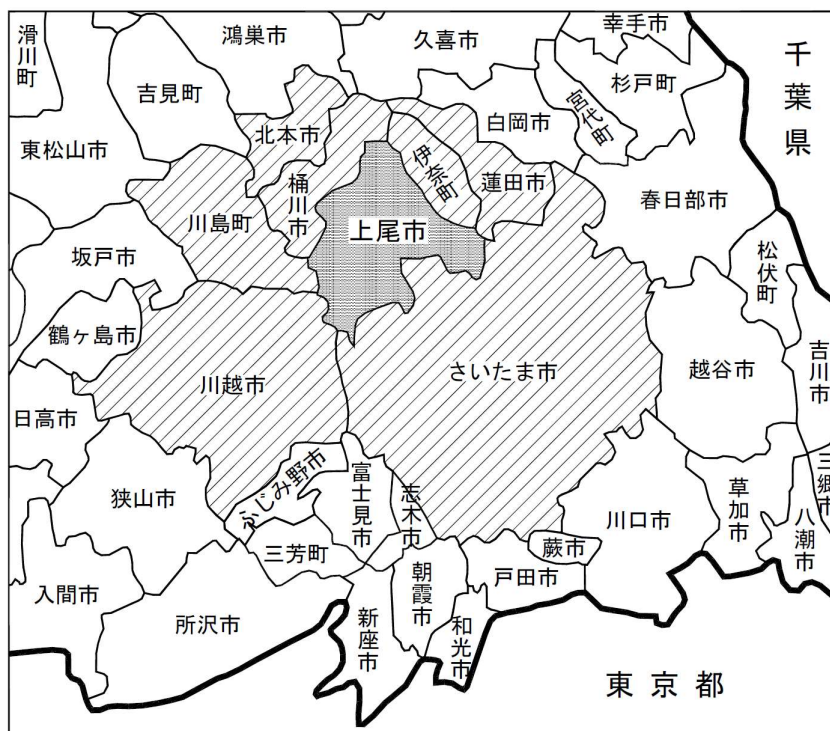 滑川町
鴻巣市
久喜市
幸手市
千葉県
吉見町
杉戸町
宮代町
北本市
白岡市
東松山市
伊奈町
蓮田市
桶川市
春日部市
川島町
上尾市
坂戸市
松伏町
鶴ヶ島市
吉川市
川越市
さいたま市
越谷市
日高市
三郷市
ふじみ野市
富士見市
志木市
狭山市
草加市
川口市
八潮市
三芳町
蕨市
戸田市
朝霞市
入間市
所沢市
新座市
和光市
東京都